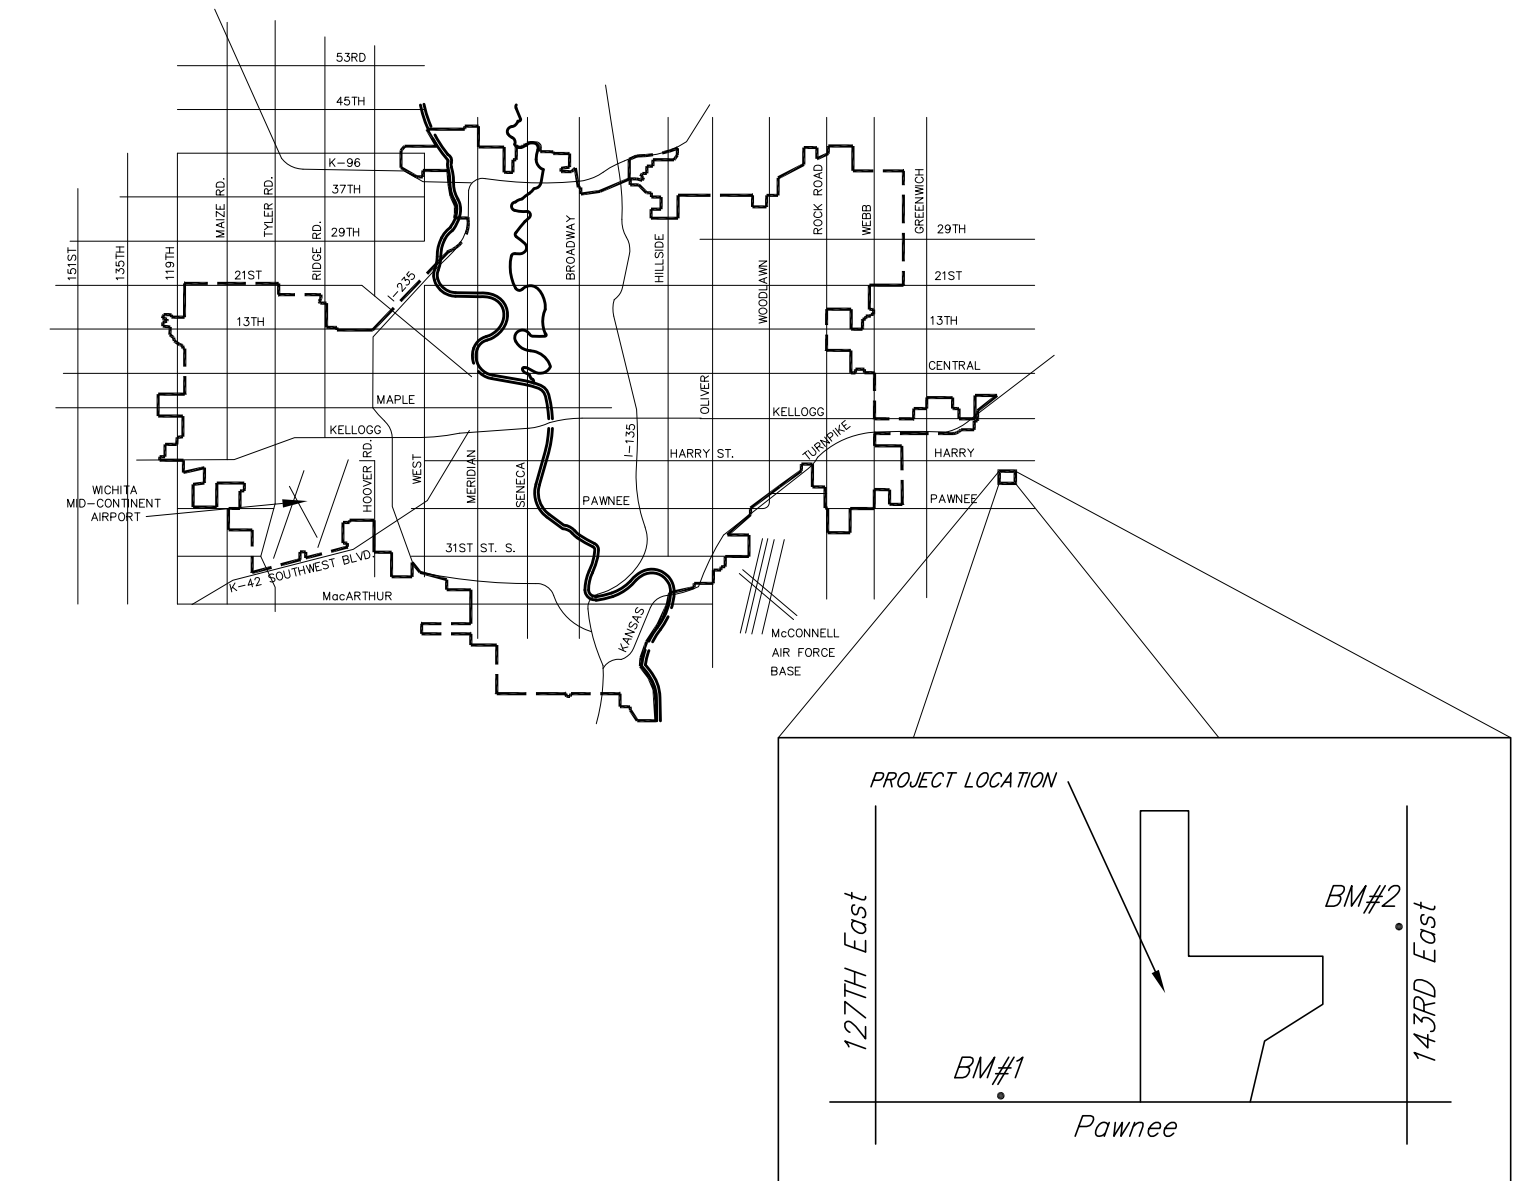 53RD
45TH
K-96
37TH
29TH
MAIZE RD.
TYLER RD.
RIDGE RD.
151ST
135TH
119TH
21ST
I-235
13TH
BROADWAY
HILLSIDE
WOODLAWN
ROCK ROAD
WEBB
GREENWICH
29TH
21ST
13TH
CENTRAL
MAPLE
OLIVER
KELLOGG
KELLOGG
TURNPIKE
HOOVER RD.
WEST
MERIDIAN
SENECA
I-135
HARRY ST.
HARRY
PAWNEE
PAWNEE
WICHITA
MID-CONTINENT
AIRPORT
31ST ST. S.
K-42 SOUTHWEST BLVD.
MacARTHUR
KANSAS
McCONNELL
AIR FORCE
BASE
PROJECT LOCATION
BM#2
127TH East
143RD East
BM#1
Pawnee